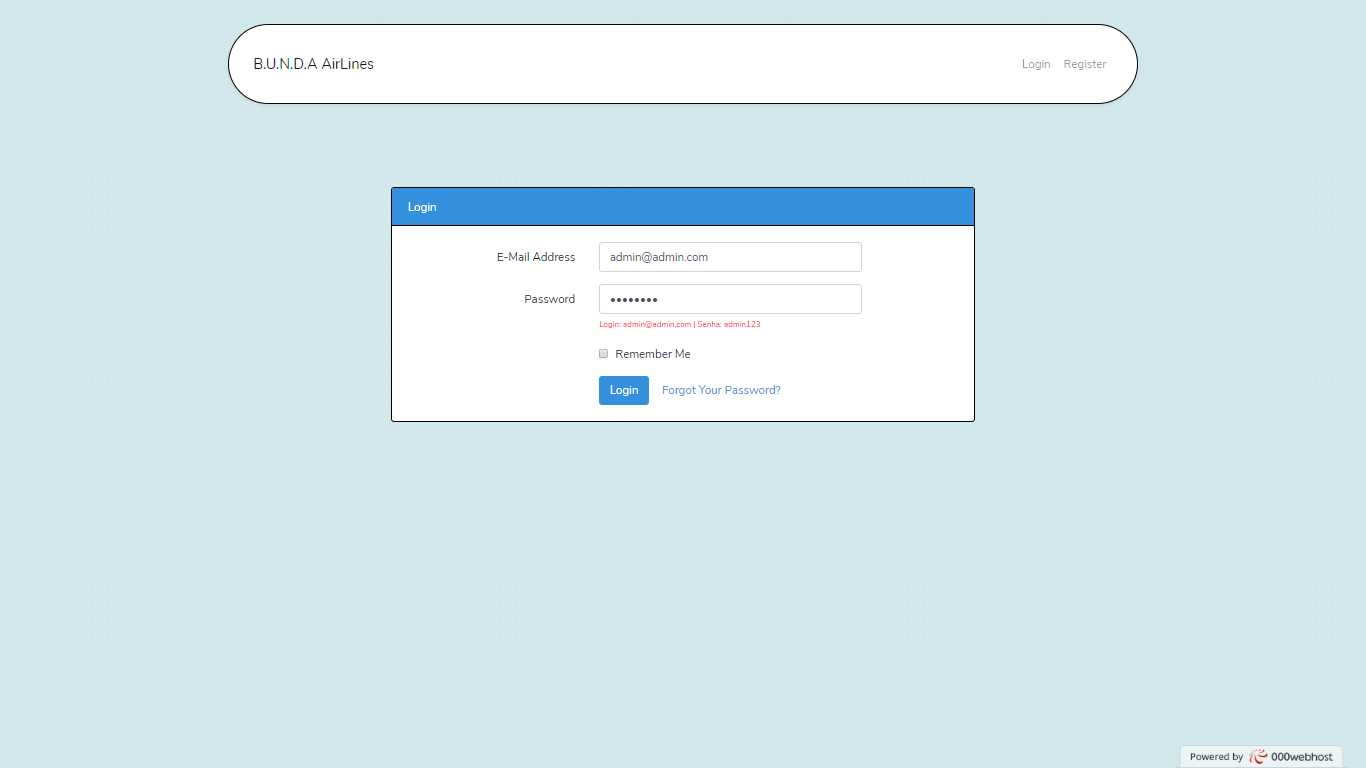 B.U.N.D.A AirLines
Login Register
Login
E-Mail Address admin@admin.com
Password ••••••••
Login: admin@admin.com | Senha: admin123
Remember Me
Login Forgot Your Password?
Powered by 000webhost